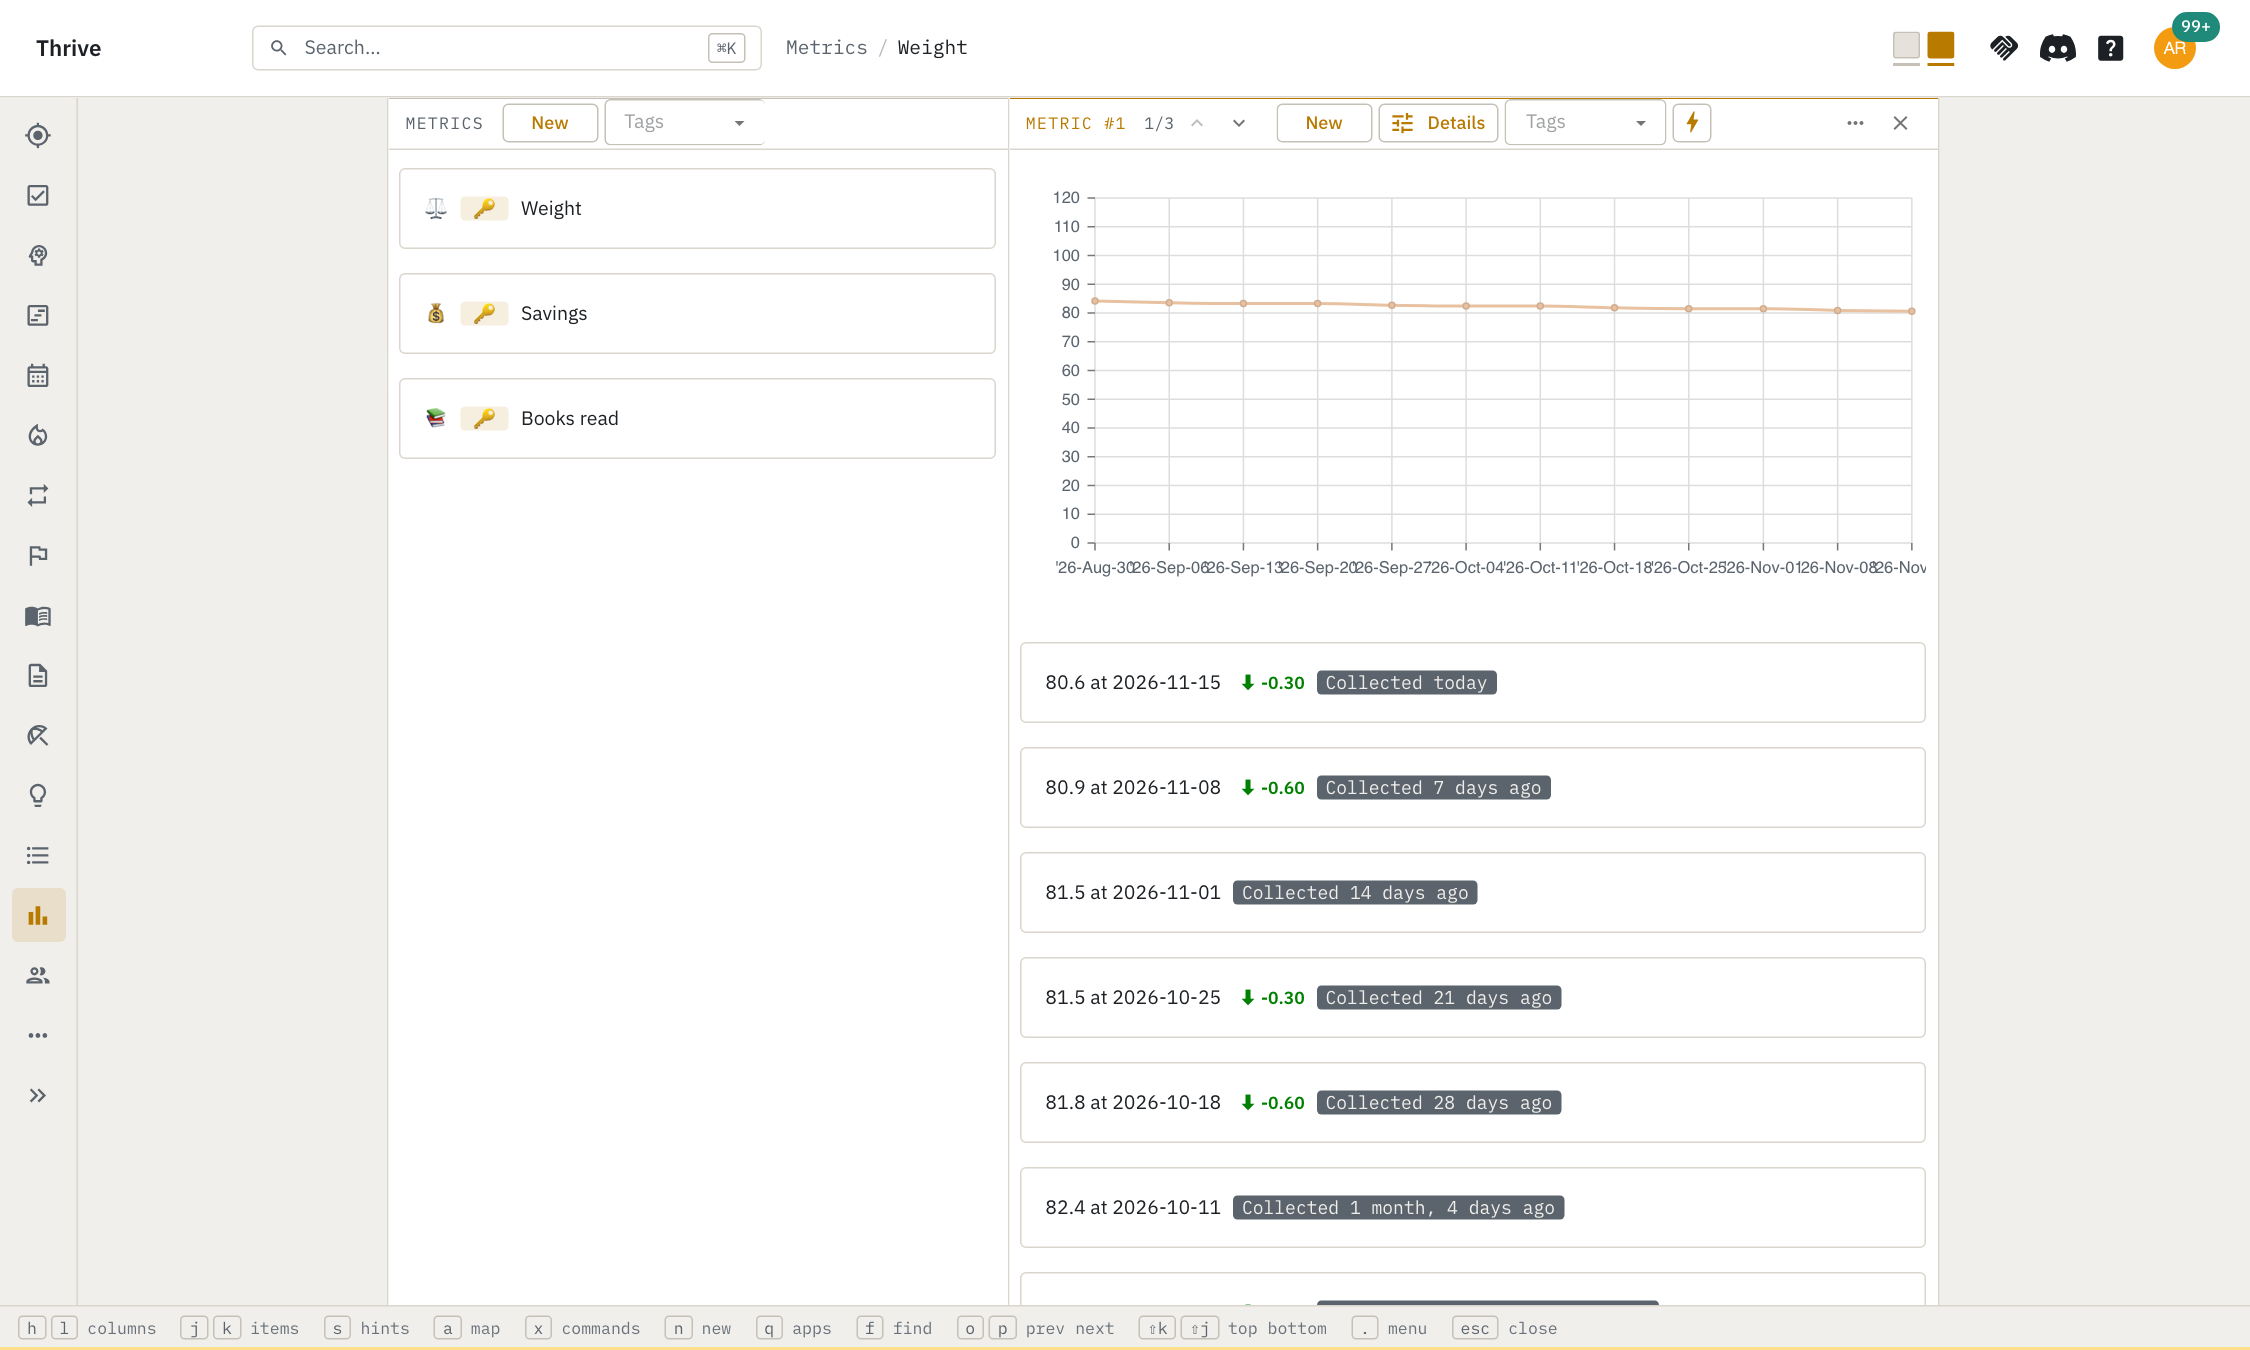 Thrive
Search...
⌘K
Metrics / Weight
?
AR
99+
METRICS
New
Tags
Weight
Savings
Books read
METRIC #1
1/3
New
Details
Tags
120
110
100
90
80
70
60
50
40
30
20
10
0
'26-Aug-30
'26-Sep-06
'26-Sep-13
'26-Sep-20
'26-Sep-27
'26-Oct-04
'26-Oct-11
'26-Oct-18
'26-Oct-25
'26-Nov-01
'26-Nov-08
'26-Nov
80.6 at 2026-11-15 -0.30 Collected today
80.9 at 2026-11-08 -0.60 Collected 7 days ago
81.5 at 2026-11-01 Collected 14 days ago
81.5 at 2026-10-25 -0.30 Collected 21 days ago
81.8 at 2026-10-18 -0.60 Collected 28 days ago
82.4 at 2026-10-11 Collected 1 month, 4 days ago
h l columns j k items s hints a map x commands n new q apps f find o p prev next ⇧k ⇧j top bottom . menu esc close